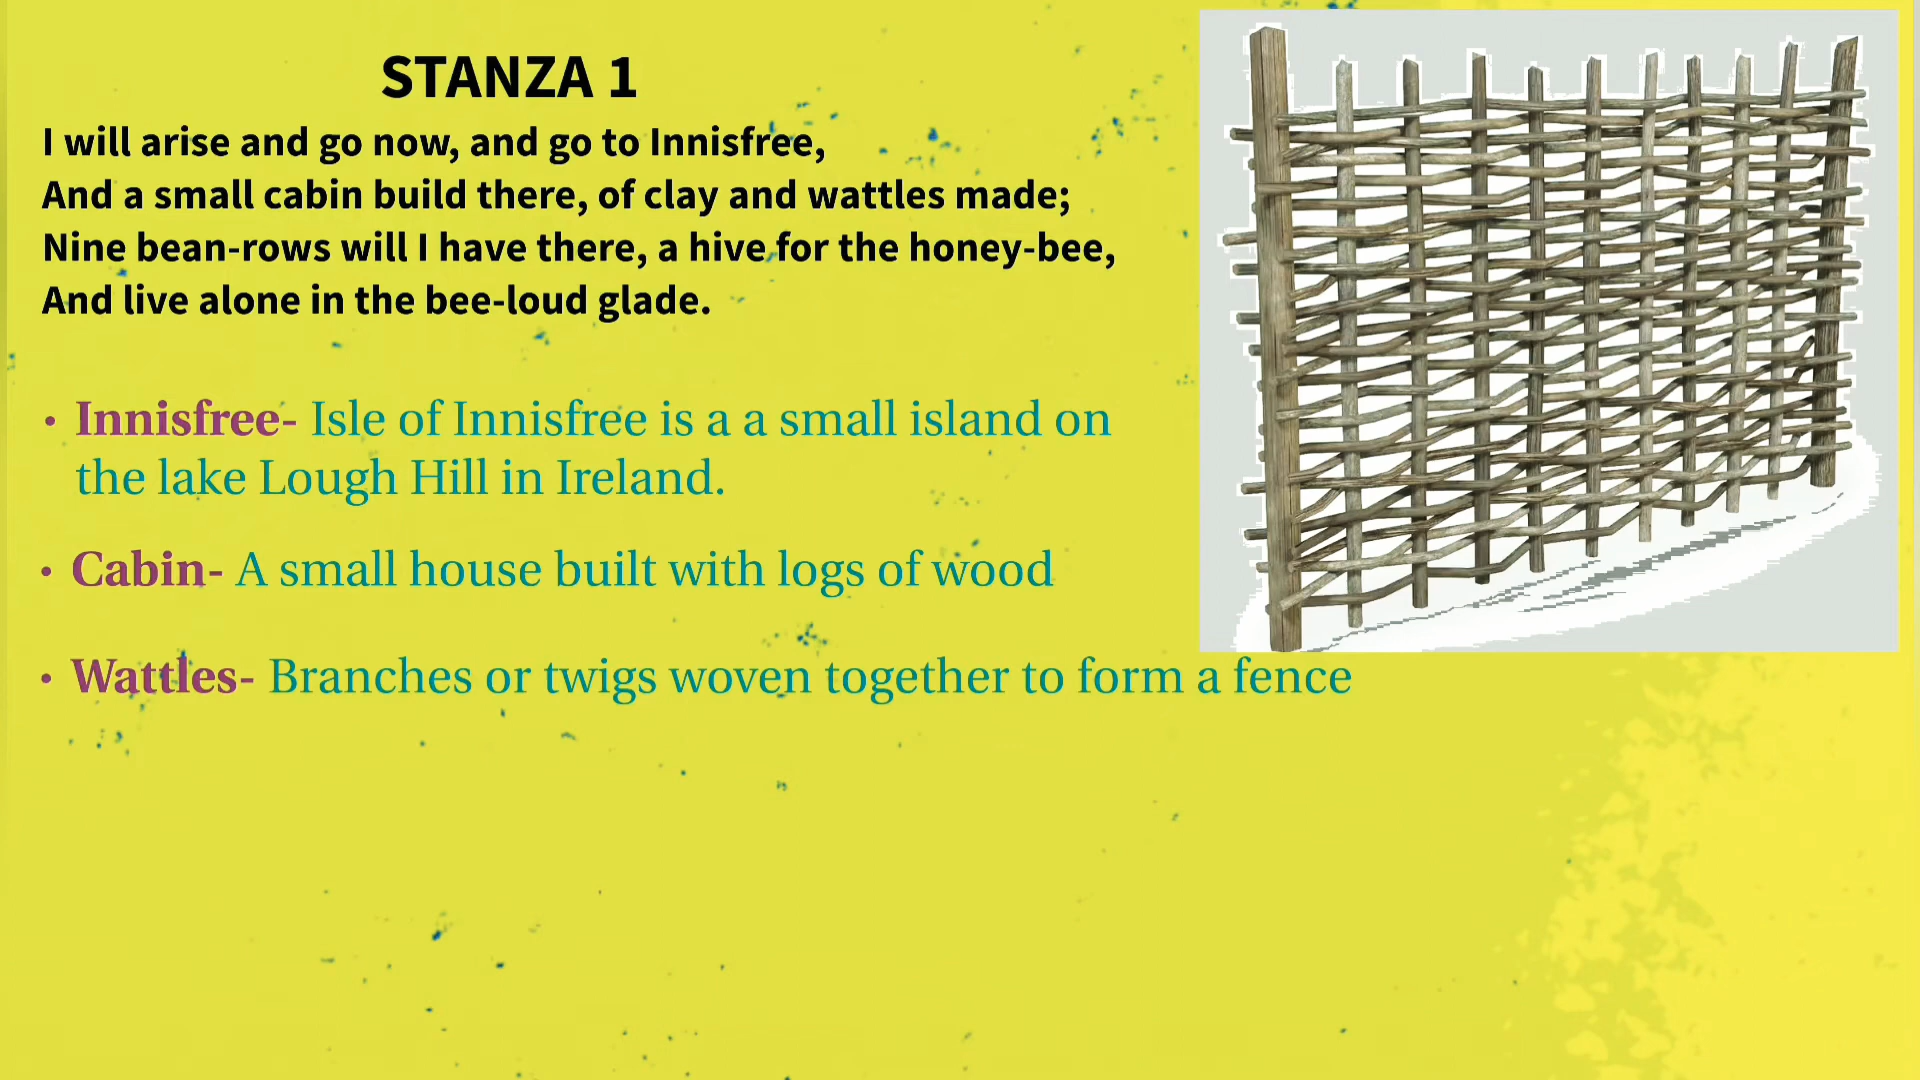 STANZA 1
I will arise and go now, and go to Innisfree,
And a small cabin build there, of clay and wattles made;
Nine bean-rows will I have there, a hive for the honey-bee,
And live alone in the bee-loud glade.
• Innisfree- Isle of Innisfree is a a small island on
the lake Lough Hill in Ireland.
• Cabin- A small house built with logs of wood
• Wattles- Branches or twigs woven together to form a fence